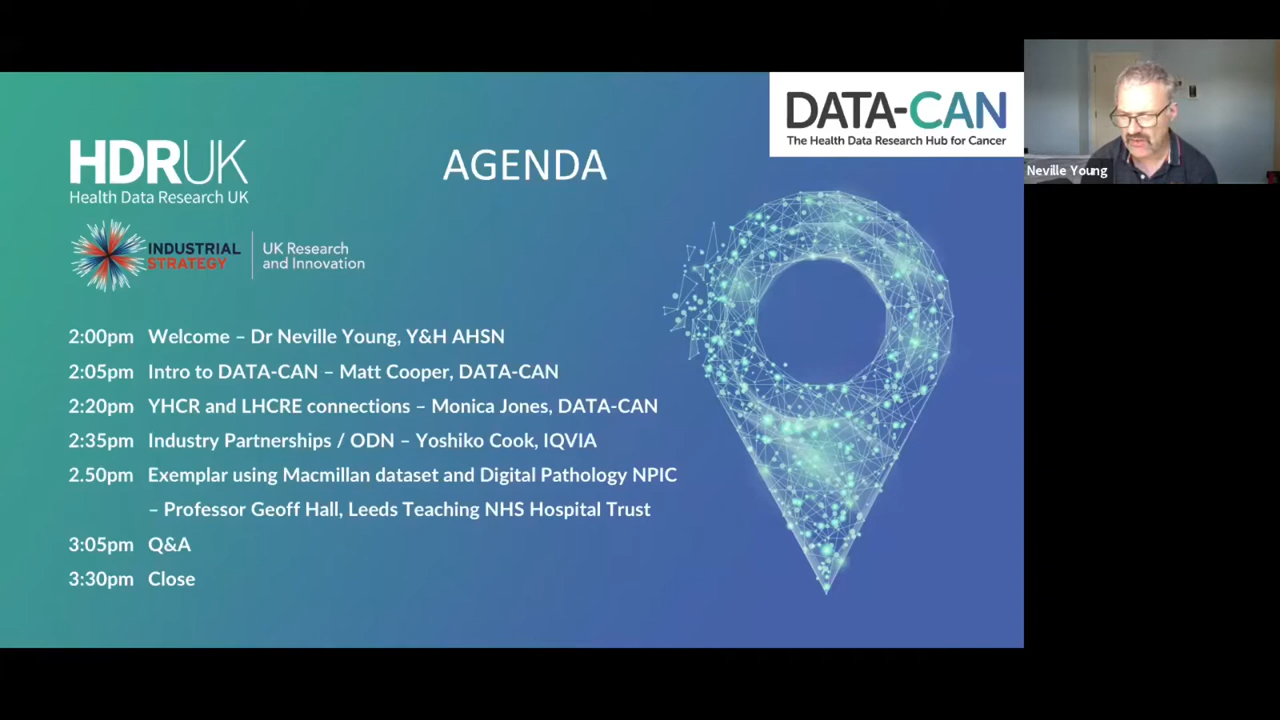 DATA-CAN
The Health Data Research Hub for Cancer
HDRUK
Health Data Research UK
AGENDA
Neville Young
INDUSTRIAL STRATEGY
UK Research and Innovation
2:00pm Welcome – Dr Neville Young, Y&H AHSN
2:05pm Intro to DATA-CAN – Matt Cooper, DATA-CAN
2:20pm YHCR and LHCRE connections – Monica Jones, DATA-CAN
2:35pm Industry Partnerships / ODN – Yoshiko Cook, IQVIA
2.50pm Exemplar using Macmillan dataset and Digital Pathology NPIC
– Professor Geoff Hall, Leeds Teaching NHS Hospital Trust
3:05pm Q&A
3:30pm Close